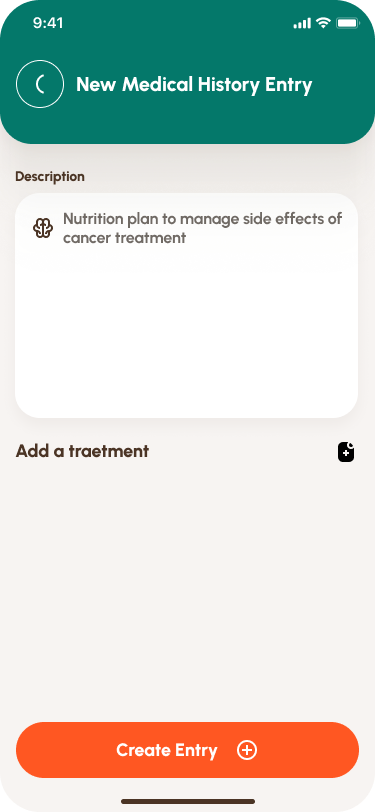 9:41
New Medical History Entry
Description
Nutrition plan to manage side effects of
cancer treatment
Add a traetment
Create Entry